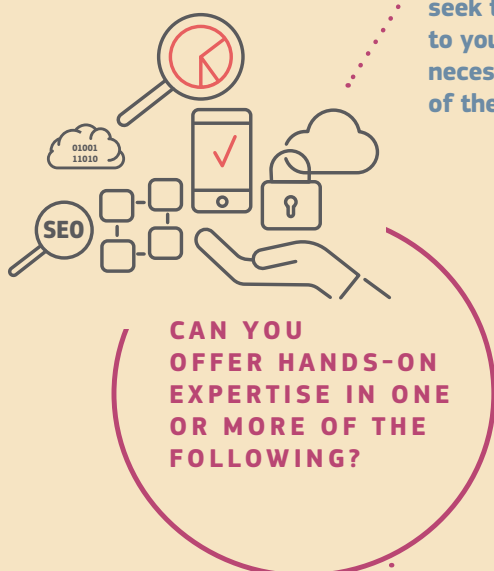 seek t
to you
neces
of the
01001
11010
SEO
CAN YOU
OFFER HANDS-ON
EXPERTISE IN ONE
OR MORE OF THE
FOLLOWING?